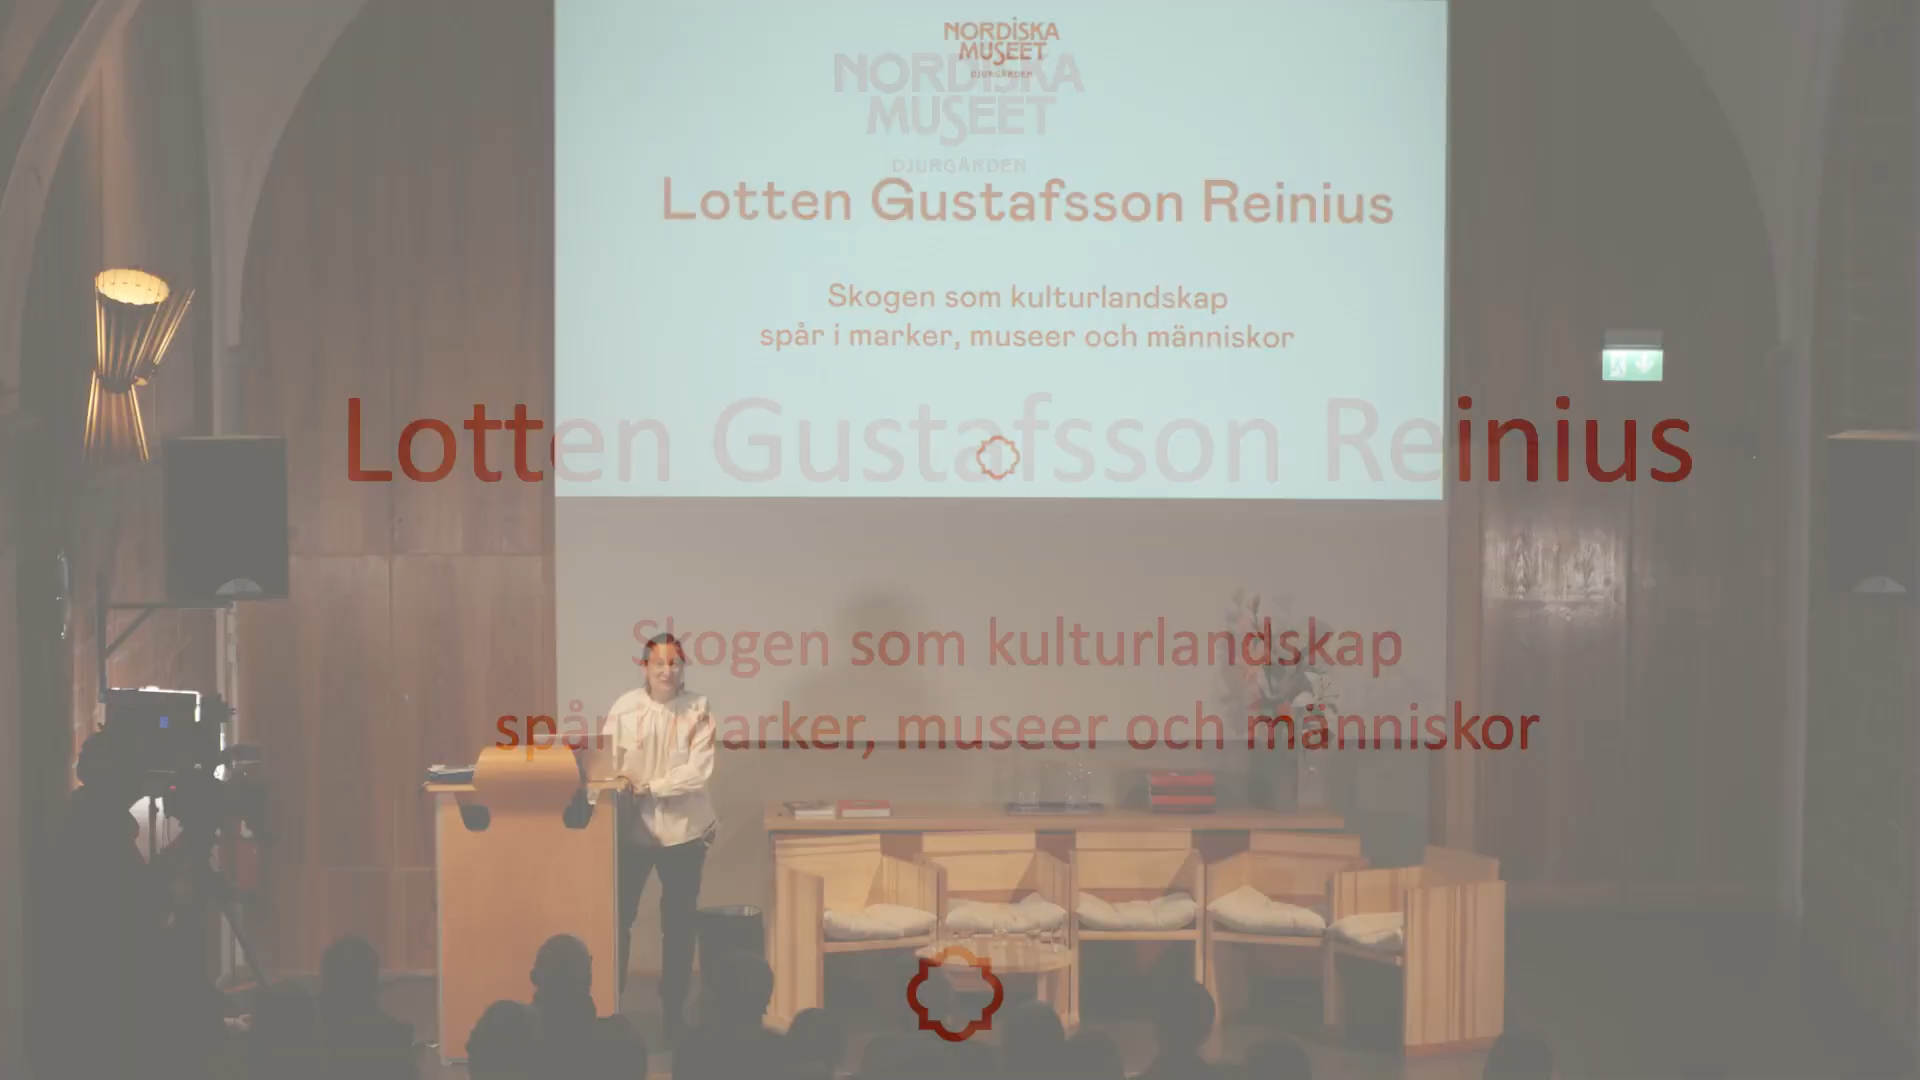 NORDISKA
MUSEET
DJURGÅRDEN
NORDISKA
MUSEET
DJURGÅRDEN
Lotten Gustafsson Reinius
Skogen som kulturlandskap
spår i marker, museer och människor
Lotten Gustafsson Reinius
Skogen som kulturlandskap
spår i marker, museer och människor